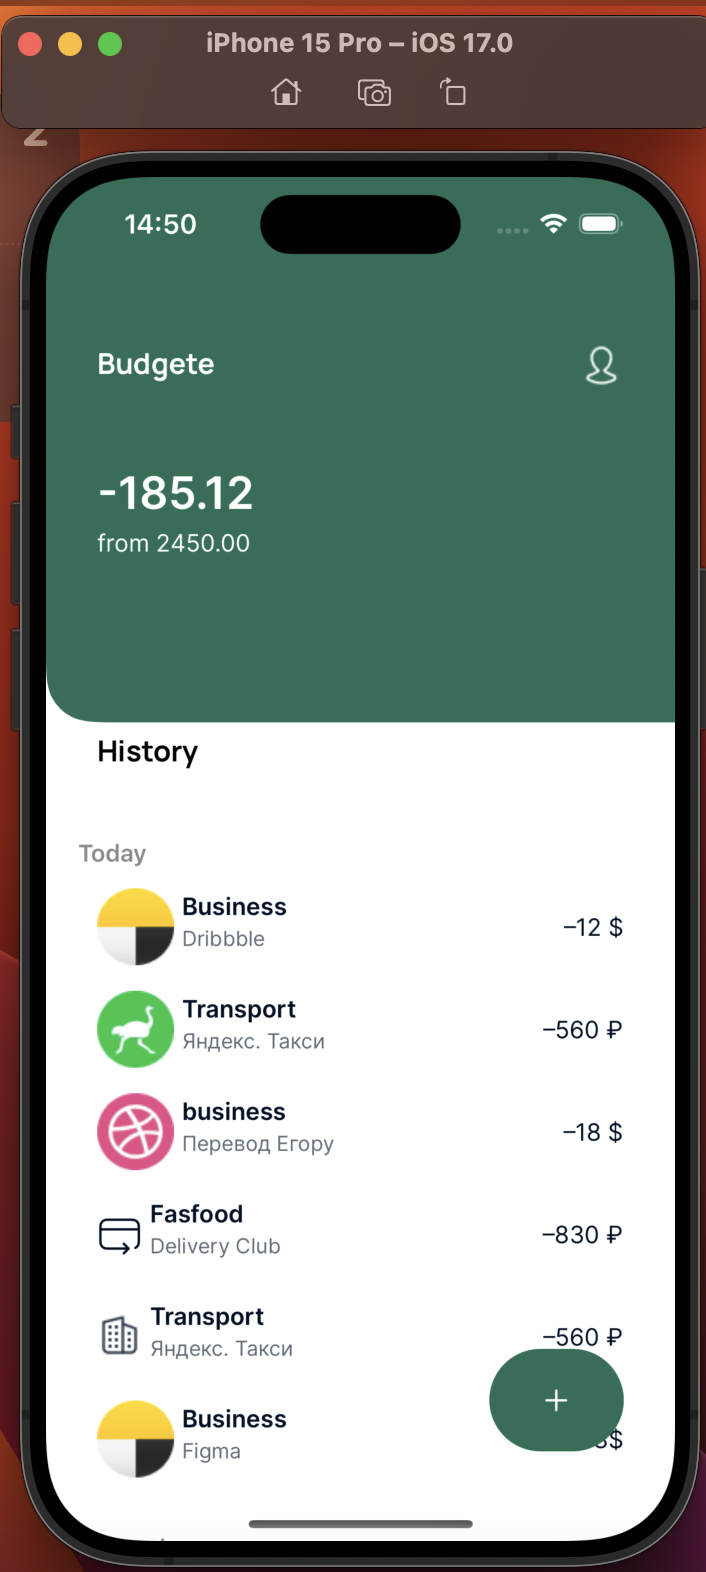 iPhone 15 Pro – iOS 17.0
2
14:50
Budgete
-185.12
from 2450.00
History
Today
Business
Dribbble
–12 $
Transport
Яндекс. Такси
–560 ₽
business
Перевод Егору
–18 $
Fasfood
Delivery Club
–830 ₽
Transport
Яндекс. Такси
–560 ₽
Business
Figma
$